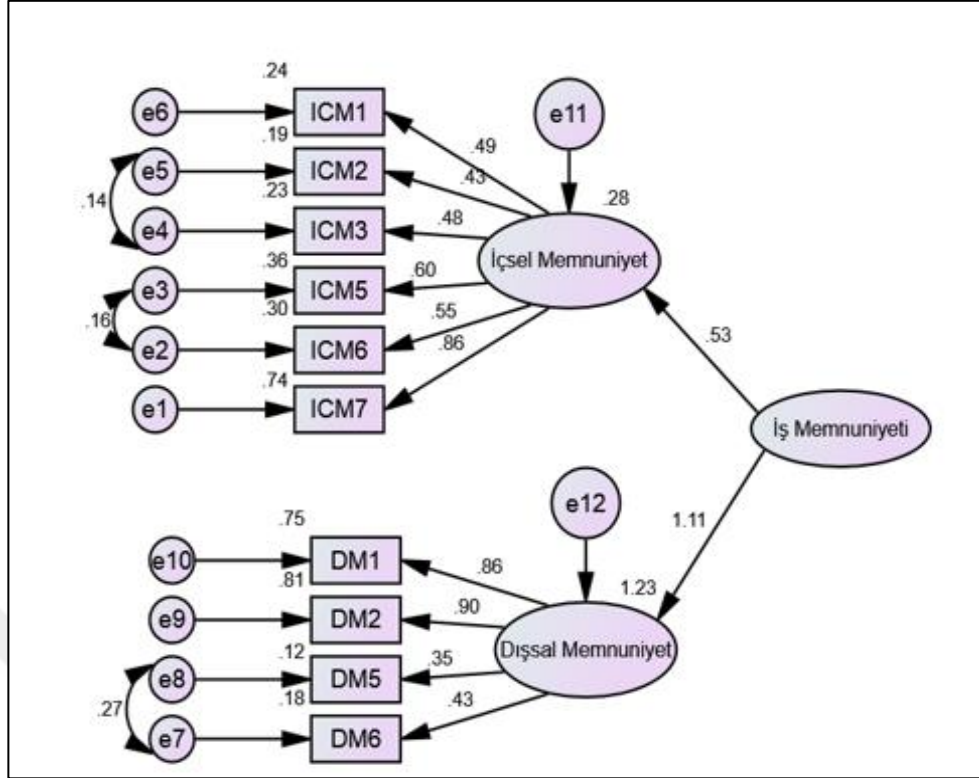 .24
e6
ICM1
e11
.49
.19
e5
ICM2
.43
.28
.14
.23
e4
ICM3
.48
İçsel Memnuniyet
.36
e3
ICM5
.60
.16
.30
e2
ICM6
.55
.86
.53
.74
e1
ICM7
İş Memnuniyeti
e12
1.11
.75
e10
DM1
.86
.81
1.23
e9
DM2
.90
.12
e8
DM5
.35
Dışsal Memnuniyet
.18
.43
.27
e7
DM6